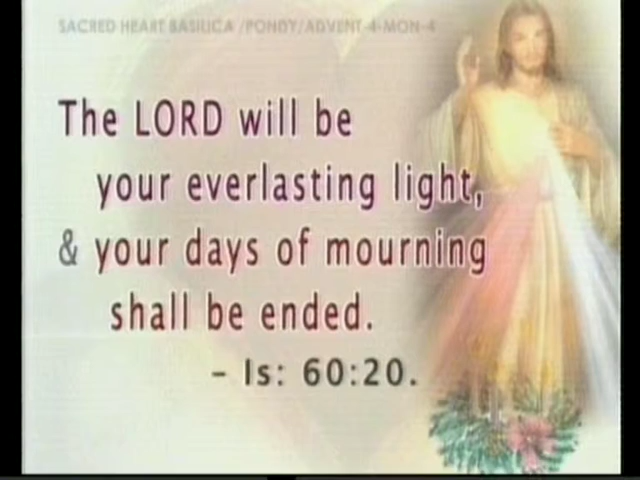 SACRED HEART BASILICA /PONDY/ADVENT-4-MON-4
The LORD will be
your everlasting light,
& your days of mourning
shall be ended.
– Is: 60:20.